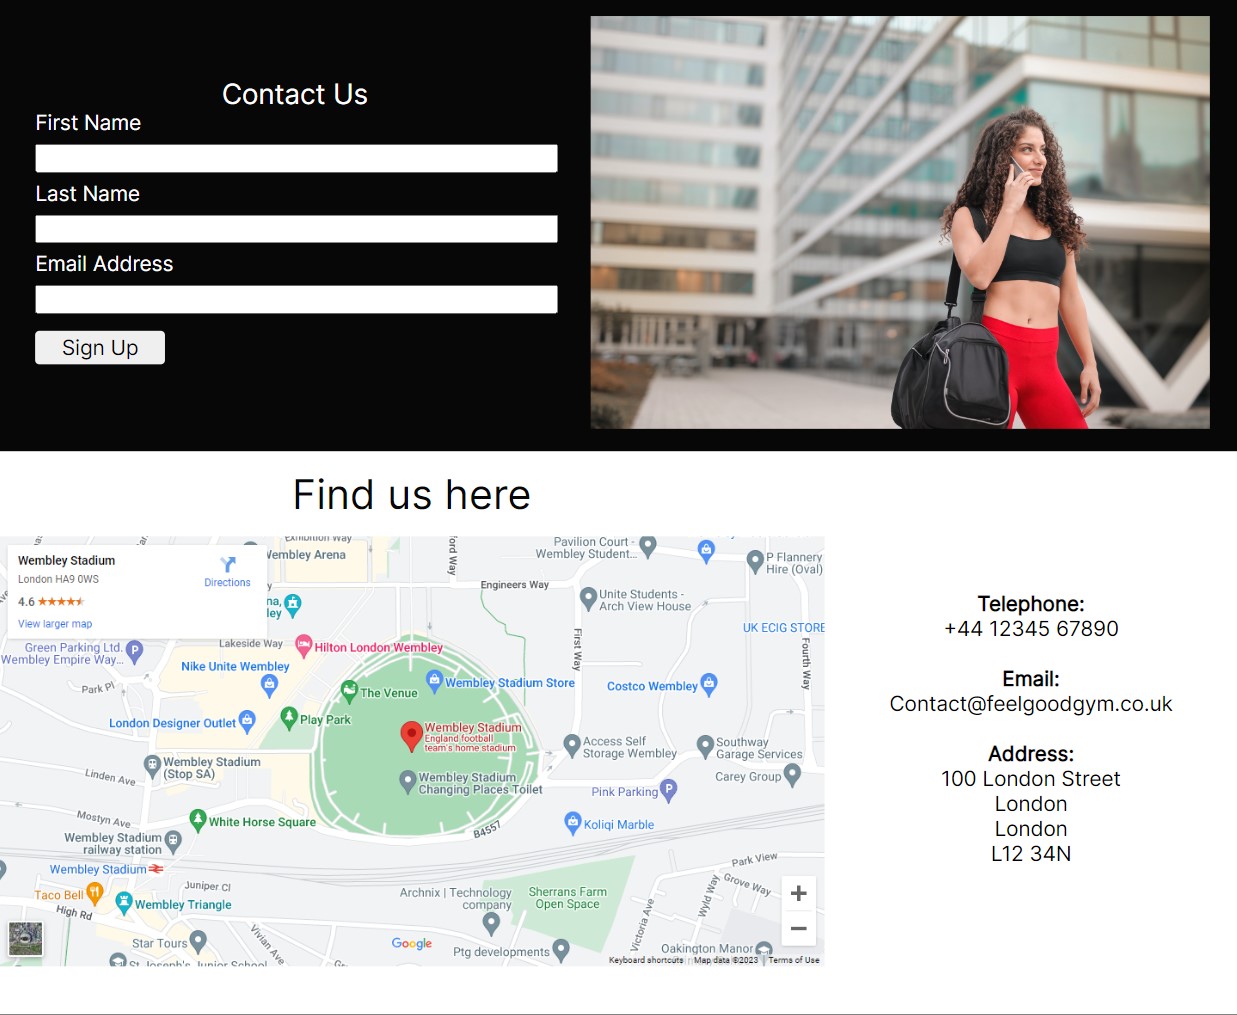 Contact Us
First Name
Last Name
Email Address
Sign Up
Find us here
Wembley Stadium
London HA9 0WS
4.6
View larger map
Directions
Exhibition Way
Wembley Arena
Engineers Way
Pavilion Court -
Wembley Student...
P Flannery
Hire (Oval)
Unite Students -
Arch View House
UK ECIG STORE
First Way
Fourth Way
Lakeside Way
Hilton London Wembley
Green Parking Ltd.
Wembley Empire Way...
Nike Unite Wembley
Park Pl
The Venue
Wembley Stadium Store
Costco Wembley
London Designer Outlet
Play Park
Wembley Stadium
England football
team's home stadium
Access Self
Storage Wembley
Southway
Garage Services
Wembley Stadium
(Stop SA)
Linden Ave
Wembley Stadium
Changing Places Toilet
Carey Group
Pink Parking
Mostyn Ave
White Horse Square
B4557
Koliqi Marble
Wembley Stadium
railway station
Wembley Stadium
Park View
Grove Way
Wyld Way
Victoria Ave
Taco Bell
High Rd
Juniper Cl
Wembley Triangle
Archnix | Technology
company
Sherrans Farm
Open Space
Star Tours
Vivian Ave
Google
Ptg developments
Oakington Manor
St Joseph's Junior School
Keyboard shortcuts
Map data ©2023
Terms of Use
Telephone:
+44 12345 67890
Email:
Contact@feelgoodgym.co.uk
Address:
100 London Street
London
London
L12 34N